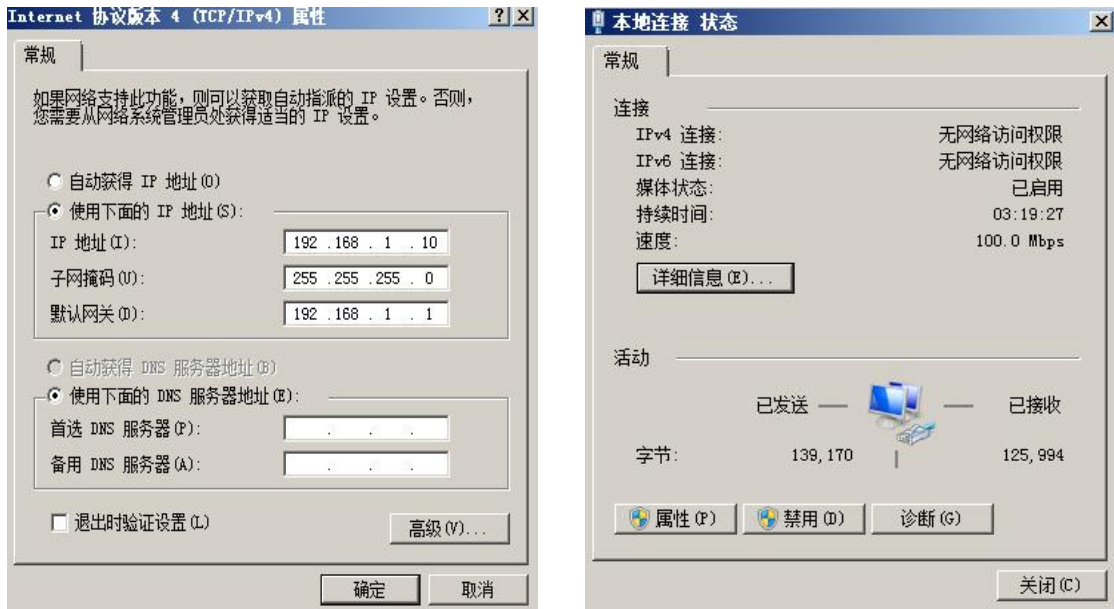 Internet 协议版本 4 (TCP/IPv4) 属性
常规
如果网络支持此功能,则可以获取自动指派的 IP 设置。否则,
您需要从网络系统管理员处获得适当的 IP 设置。
自动获得 IP 地址(O)
使用下面的 IP 地址(S):
IP 地址(I): 192 .168 . 1 . 10
子网掩码(U): 255 .255 .255 . 0
默认网关(D): 192 .168 . 1 . 1
自动获得 DNS 服务器地址(B)
使用下面的 DNS 服务器地址(E):
首选 DNS 服务器(P): . . .
备用 DNS 服务器(A): . . .
退出时验证设置(L)
高级(V)...
确定 取消
本地连接 状态
常规
连接
IPv4 连接: 无网络访问权限
IPv6 连接: 无网络访问权限
媒体状态: 已启用
持续时间: 03:19:27
速度: 100.0 Mbps
详细信息(E)...
活动
已发送 — — 已接收
字节: 139,170 | 125,994
属性(P) 禁用(D) 诊断(G)
关闭(C)